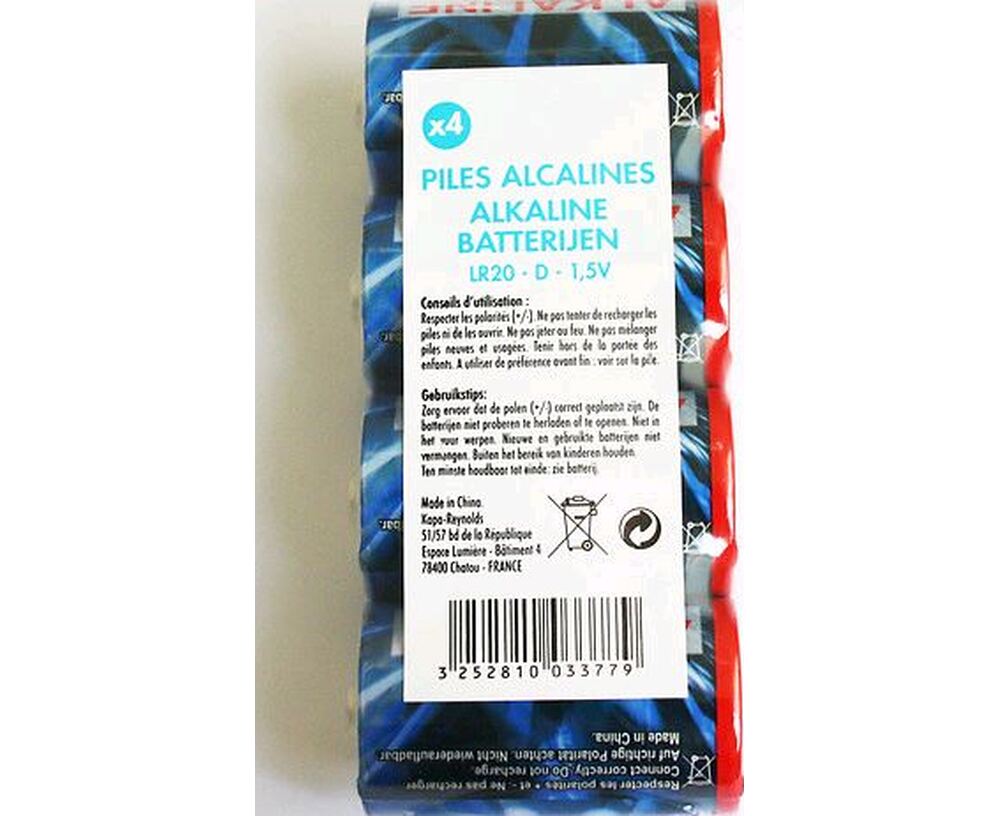 ALKALINE
x4
PILES ALCALINES
ALKALINE
BATTERIJEN
LR20 - D - 1,5V
Conseils d'utilisation :
Respecter les polarités (+/-). Ne pas tenter de recharger les
piles ni de les ouvrir. Ne pas jeter au feu. Ne pas mélanger
piles neuves et usagées. Tenir hors de la portée des
enfants. A utiliser de préférence avant fin : voir sur la pile.
Gebruikstips:
Zorg ervoor dat de polen (+/-) correct geplaatst zijn. De
batterijen niet proberen te herladen of te openen. Niet in
het vuur werpen. Nieuwe en gebruikte batterijen niet
vermangen. Buiten het bereik van kinderen houden.
Ten minste houdbaar tot einde: zie batterij.
Made in China.
Kapa-Reynolds
51/57 bd de la République
Espace Lumière - Bâtiment 4
78400 Chatou - FRANCE
3 252810 033779
Respecter les polarités + et -. Ne pas recharger.
Connect correctly. Do not recharge.
Auf richtige Polarität achten. Nicht wiederaufladbar.
Made in China.